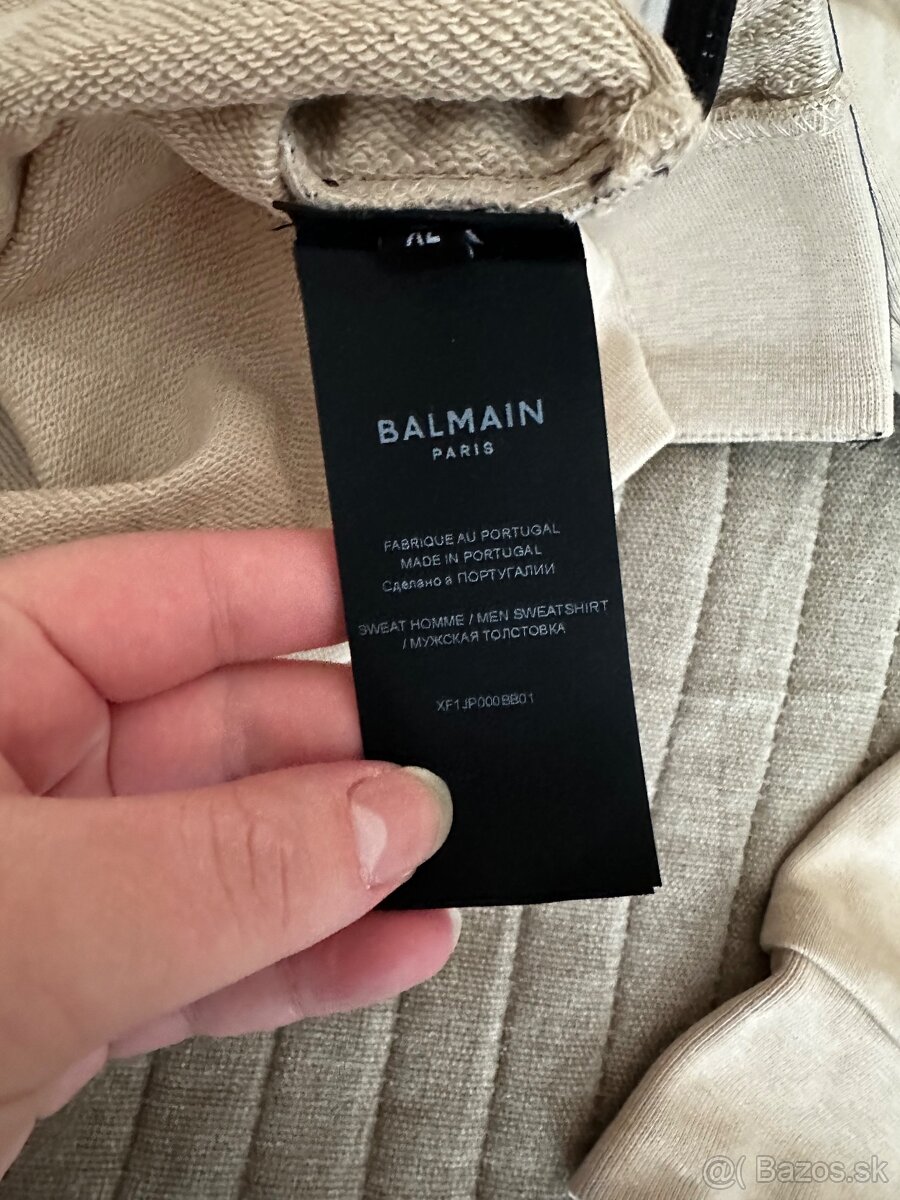 XL
BALMAIN
PARIS
FABRIQUE AU PORTUGAL
MADE IN PORTUGAL
Сделано в ПОРТУГАЛИИ
SWEAT HOMME / MEN SWEATSHIRT
/ МУЖСКАЯ ТОЛСТОВКА
XF1JP000BB01
@( Bazos.sk